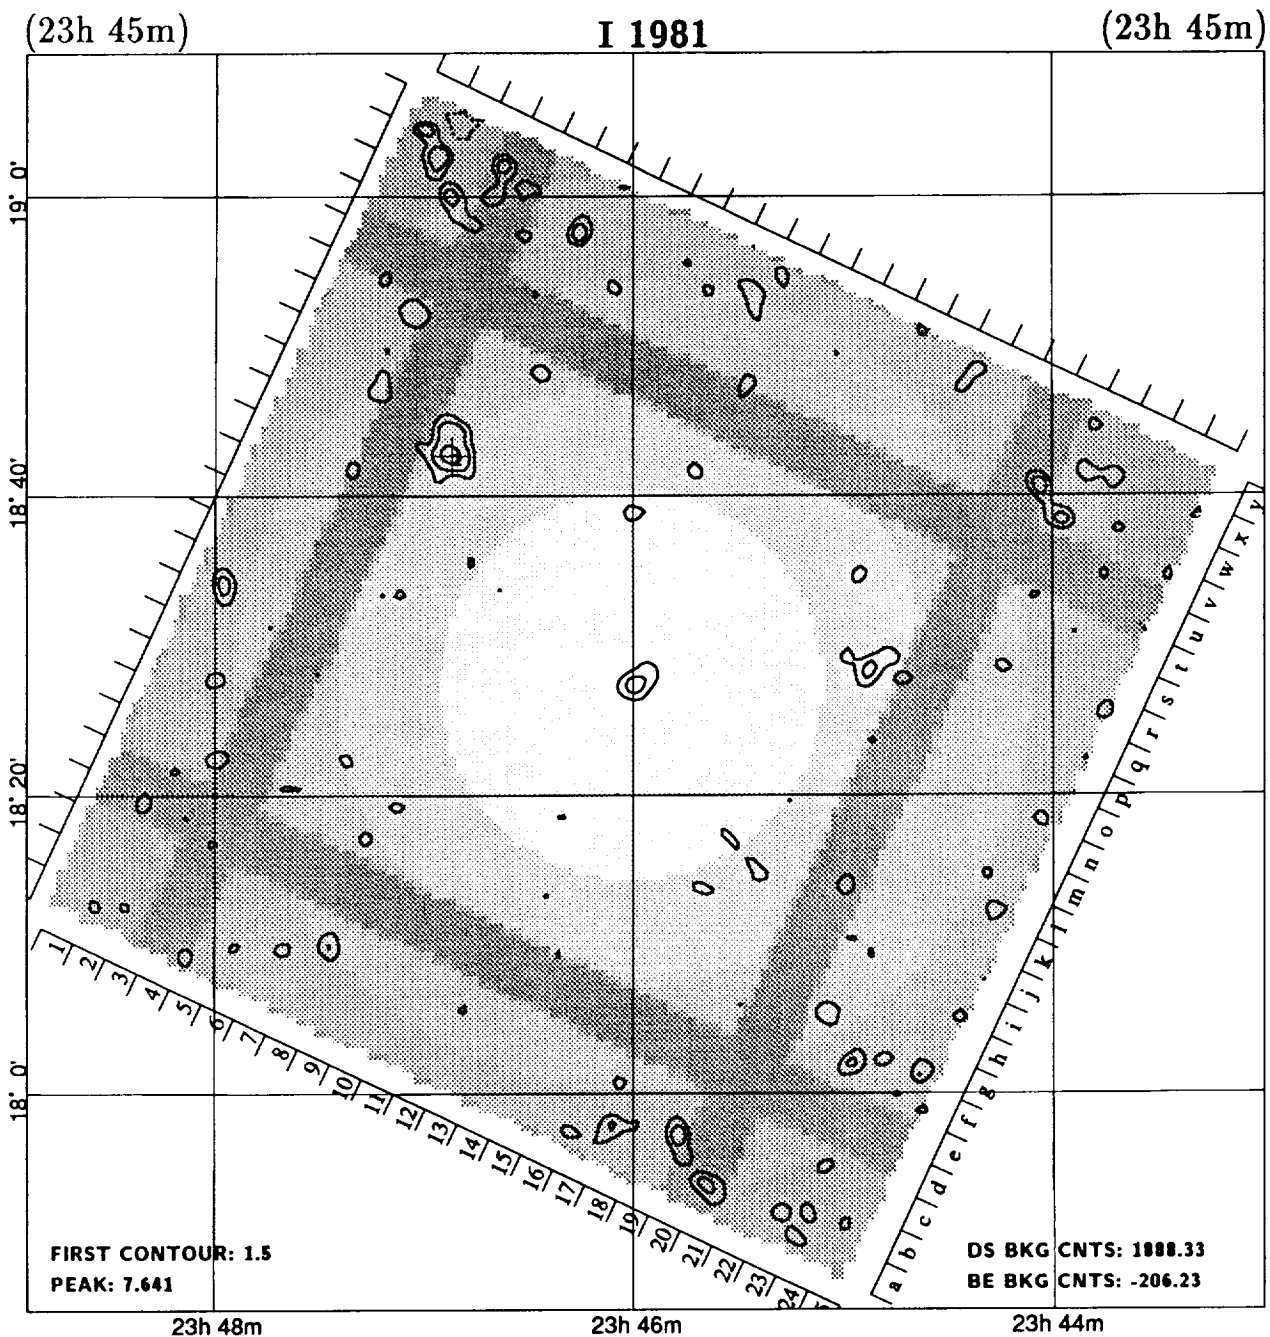 (23h 45m) I 1981 (23h 45m)
19° 0'
18° 40'
18° 20'
18° 0'
a b c d e f g h i j k l m n o p q r s t u v w x y
1 2 3 4 5 6 7 8 9 10 11 12 13 14 15 16 17 18 19 20 21 22 23 24
FIRST CONTOUR: 1.5
PEAK: 7.641
DS BKG CNTS: 1888.33
BE BKG CNTS: -206.23
23h 48m 23h 46m 23h 44m